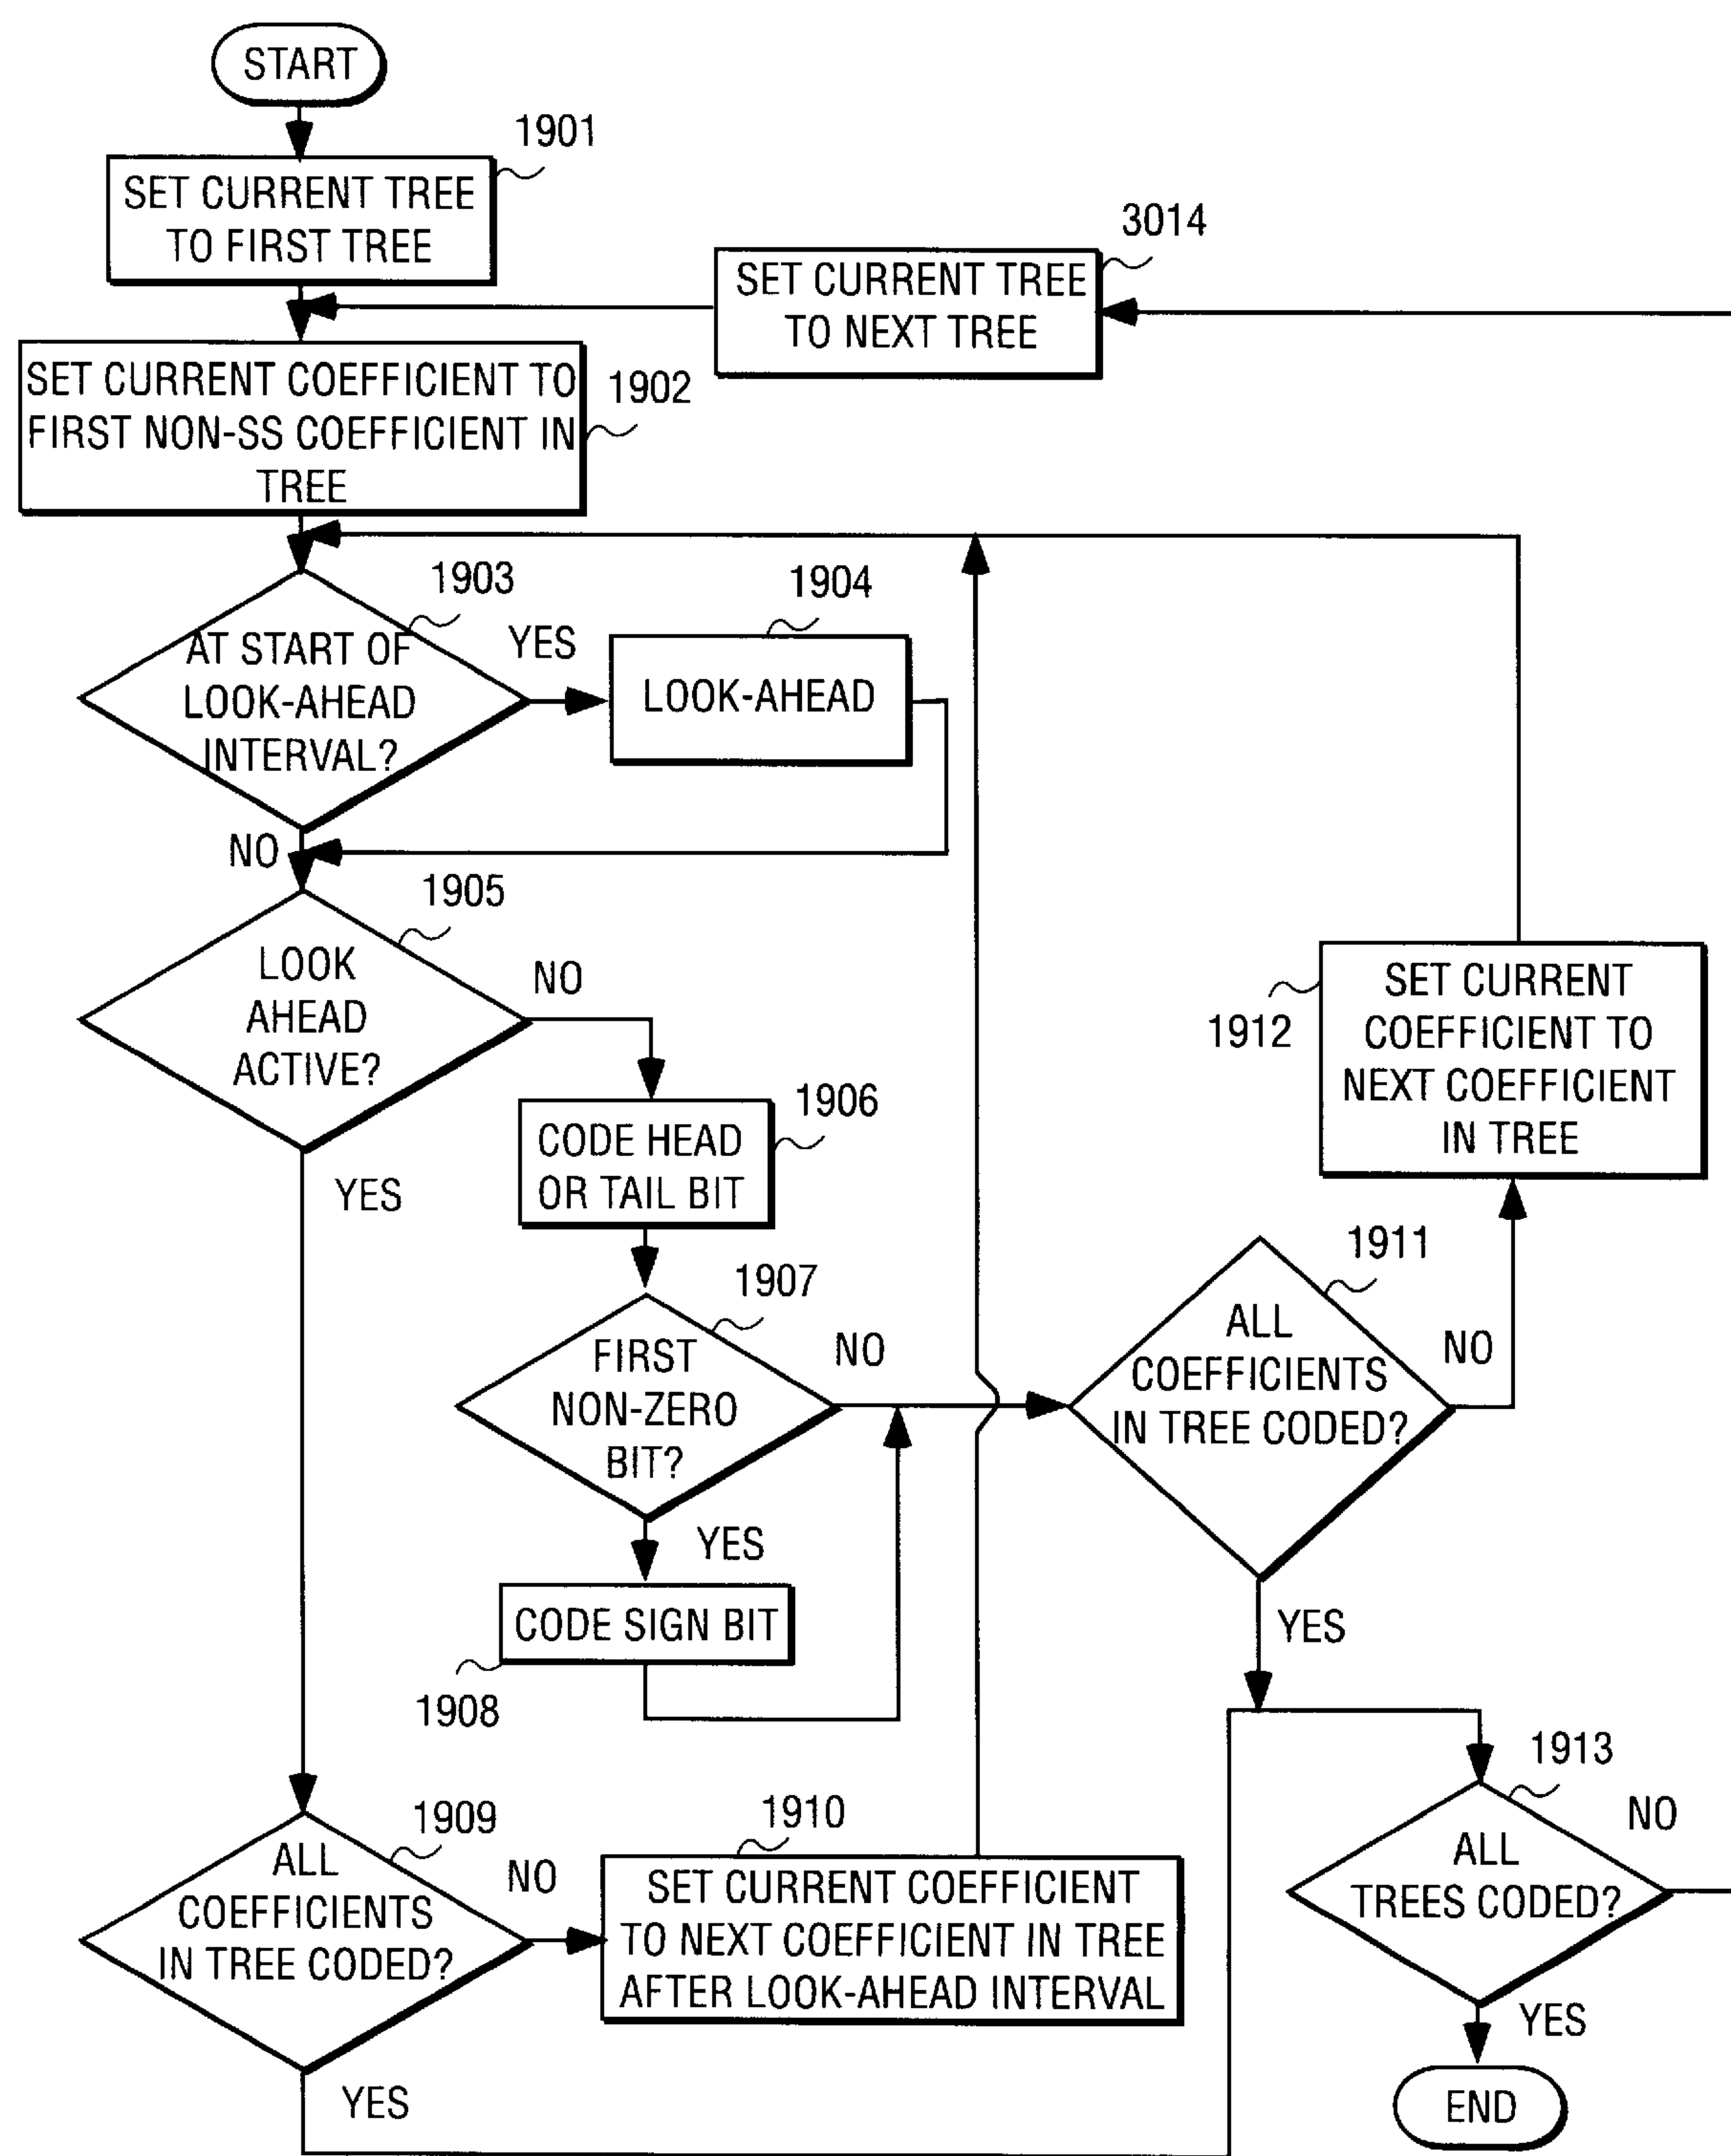 START
1901
SET CURRENT TREE
TO FIRST TREE
3014
SET CURRENT TREE
TO NEXT TREE
SET CURRENT COEFFICIENT TO
FIRST NON-SS COEFFICIENT IN
TREE
1902
1903
AT START OF
LOOK-AHEAD
INTERVAL?
YES
NO
1904
LOOK-AHEAD
1905
LOOK
AHEAD
ACTIVE?
NO
YES
1906
CODE HEAD
OR TAIL BIT
1907
FIRST
NON-ZERO
BIT?
NO
YES
CODE SIGN BIT
1908
1909
ALL
COEFFICIENTS
IN TREE CODED?
NO
YES
1910
SET CURRENT COEFFICIENT
TO NEXT COEFFICIENT IN TREE
AFTER LOOK-AHEAD INTERVAL
1911
ALL
COEFFICIENTS
IN TREE CODED?
NO
YES
1912
SET CURRENT
COEFFICIENT TO
NEXT COEFFICIENT
IN TREE
1913
ALL
TREES CODED?
NO
YES
END